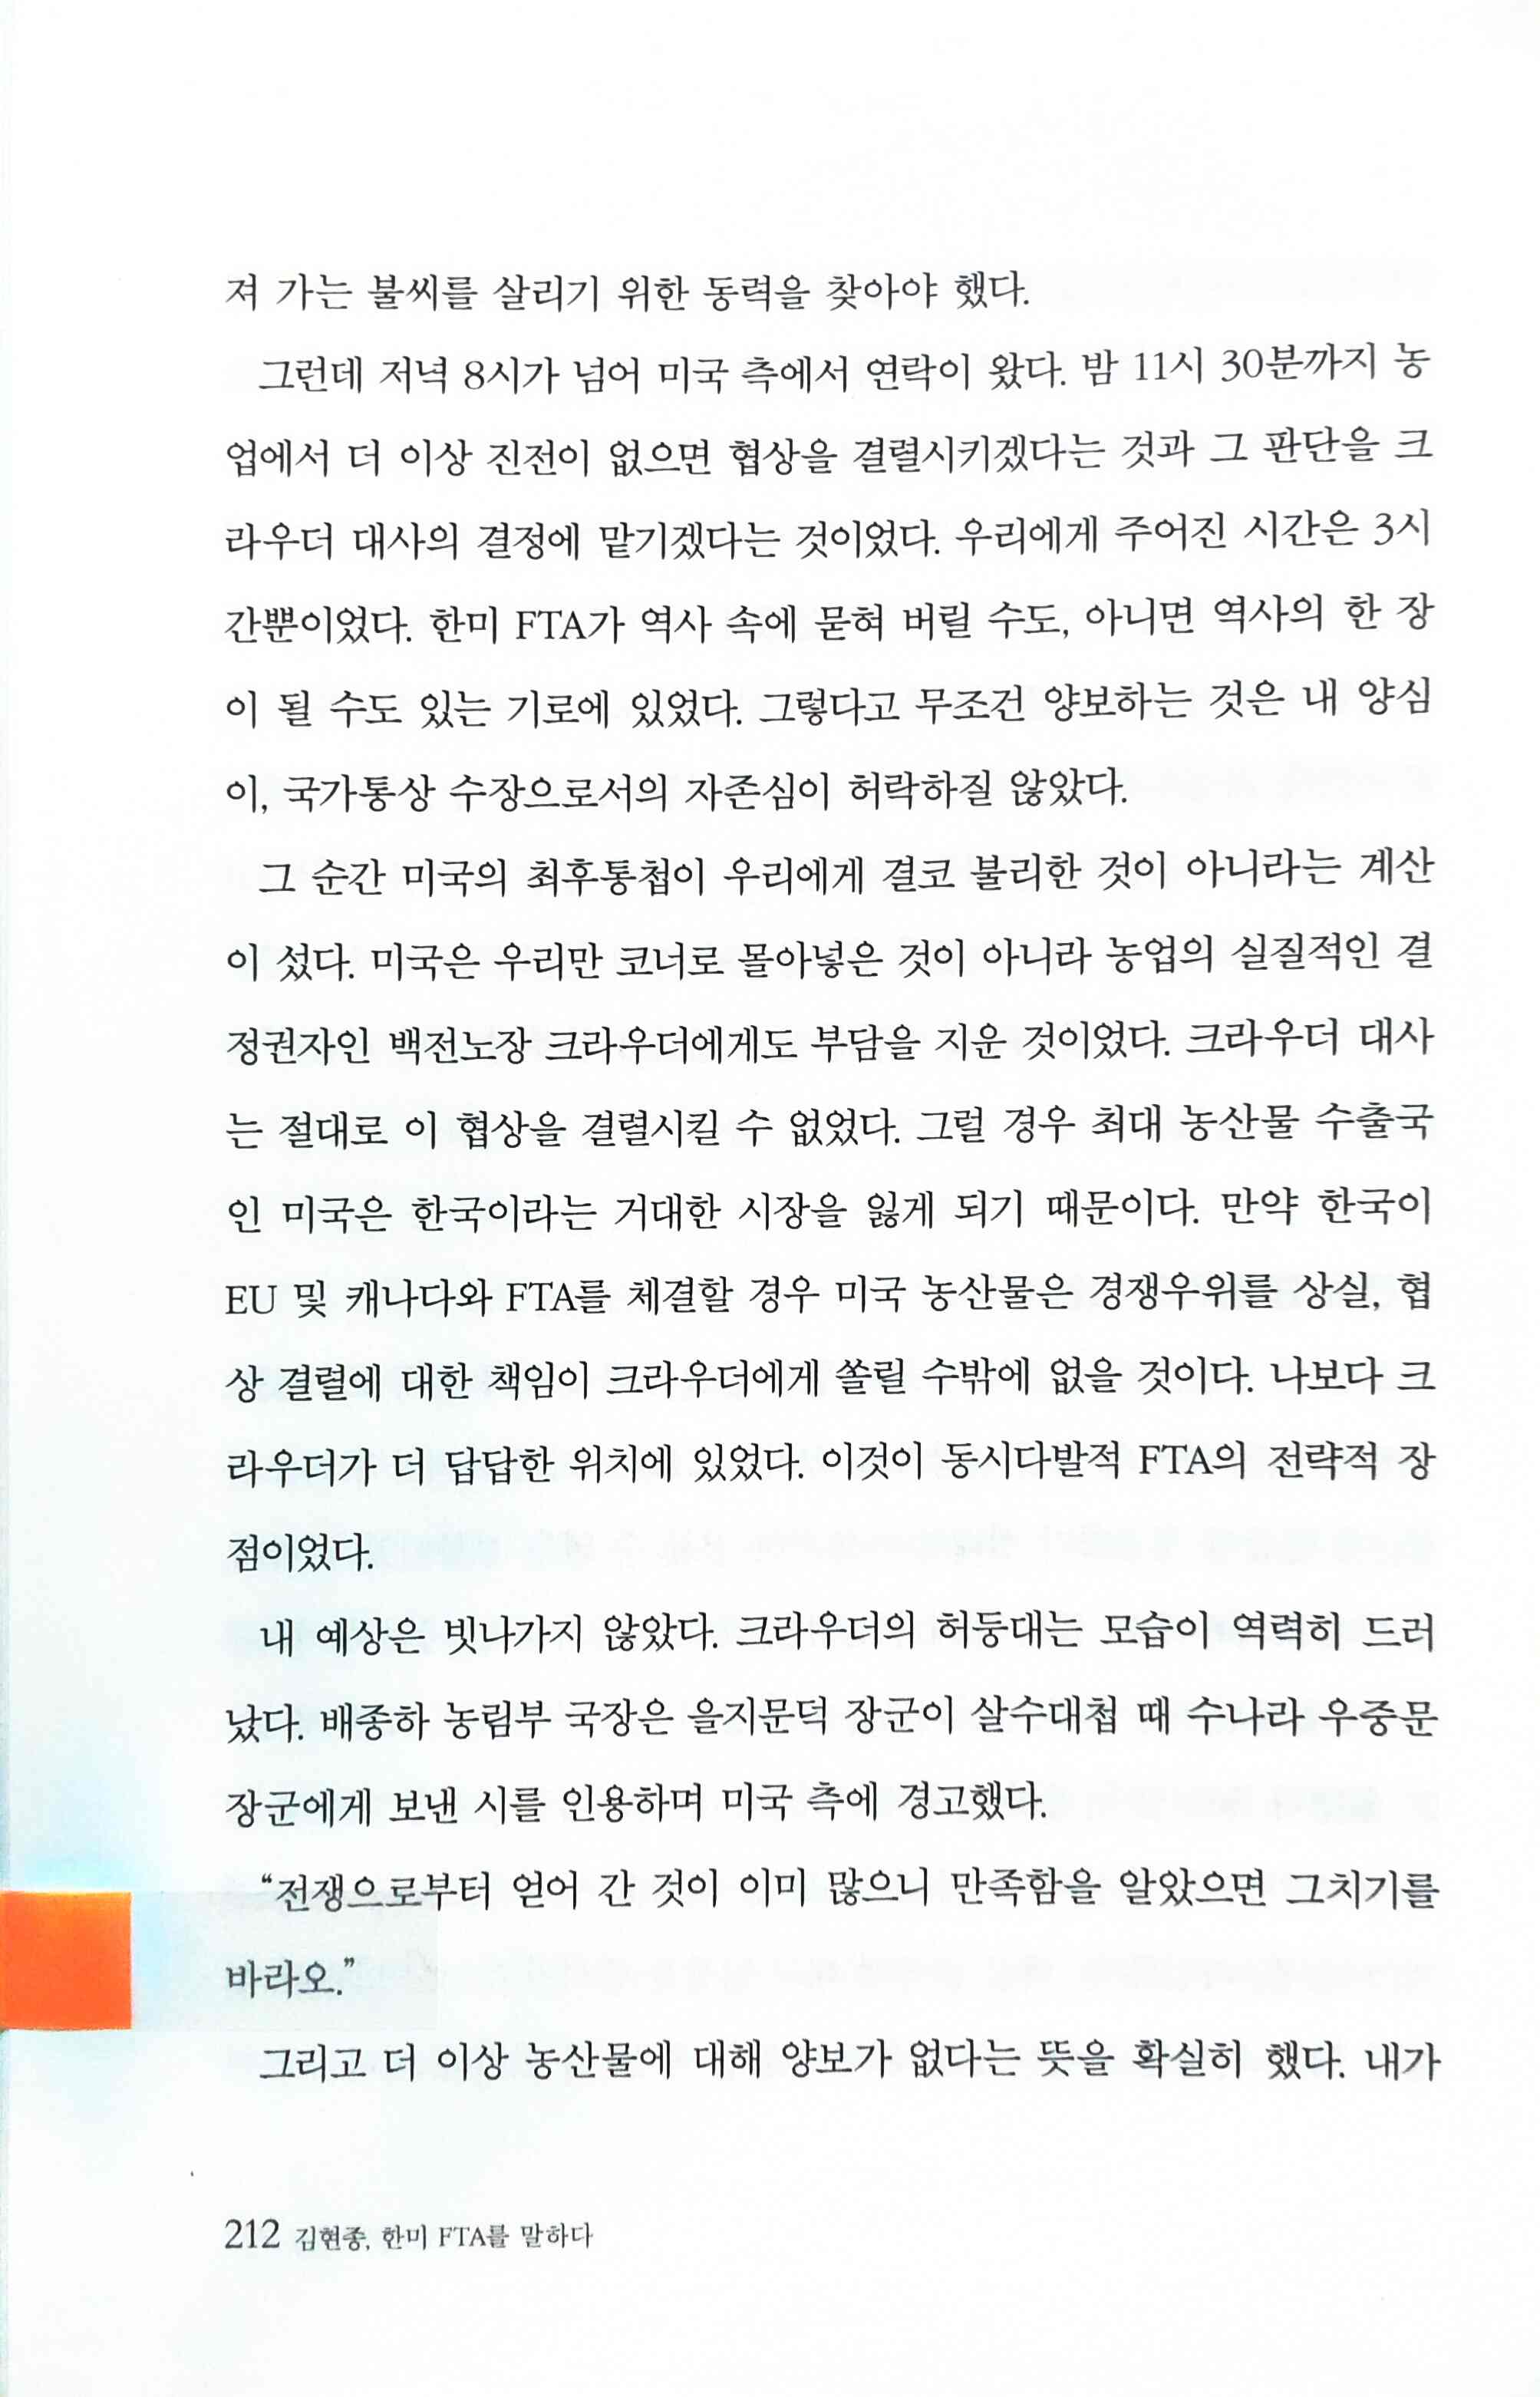 져 가는 불씨를 살리기 위한 동력을 찾아야 했다.
그런데 저녁 8시가 넘어 미국 측에서 연락이 왔다. 밤 11시 30분까지 농
업에서 더 이상 진전이 없으면 협상을 결렬시키겠다는 것과 그 판단을 크
라우더 대사의 결정에 맡기겠다는 것이었다. 우리에게 주어진 시간은 3시
간뿐이었다. 한미 FTA가 역사 속에 묻혀 버릴 수도, 아니면 역사의 한 장
이 될 수도 있는 기로에 있었다. 그렇다고 무조건 양보하는 것은 내 양심
이, 국가통상 수장으로서의 자존심이 허락하질 않았다.
그 순간 미국의 최후통첩이 우리에게 결코 불리한 것이 아니라는 계산
이 섰다. 미국은 우리만 코너로 몰아넣은 것이 아니라 농업의 실질적인 결
정권자인 백전노장 크라우더에게도 부담을 지운 것이었다. 크라우더 대사
는 절대로 이 협상을 결렬시킬 수 없었다. 그럴 경우 최대 농산물 수출국
인 미국은 한국이라는 거대한 시장을 잃게 되기 때문이다. 만약 한국이
EU 및 캐나다와 FTA를 체결할 경우 미국 농산물은 경쟁우위를 상실, 협
상 결렬에 대한 책임이 크라우더에게 쏠릴 수밖에 없을 것이다. 나보다 크
라우더가 더 답답한 위치에 있었다. 이것이 동시다발적 FTA의 전략적 장
점이었다.
내 예상은 빗나가지 않았다. 크라우더의 허둥대는 모습이 역력히 드러
났다. 배종하 농림부 국장은 을지문덕 장군이 살수대첩 때 수나라 우중문
장군에게 보낸 시를 인용하며 미국 측에 경고했다.
“전쟁으로부터 얻어 간 것이 이미 많으니 만족함을 알았으면 그치기를
바라오.”
그리고 더 이상 농산물에 대해 양보가 없다는 뜻을 확실히 했다. 내가
212 김현종, 한미 FTA를 말하다